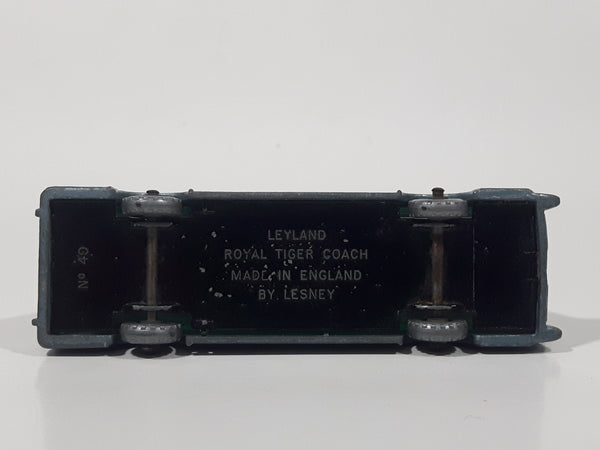 LEYLAND
ROYAL TIGER COACH
MADE IN ENGLAND
BY LESNEY
Nº 40